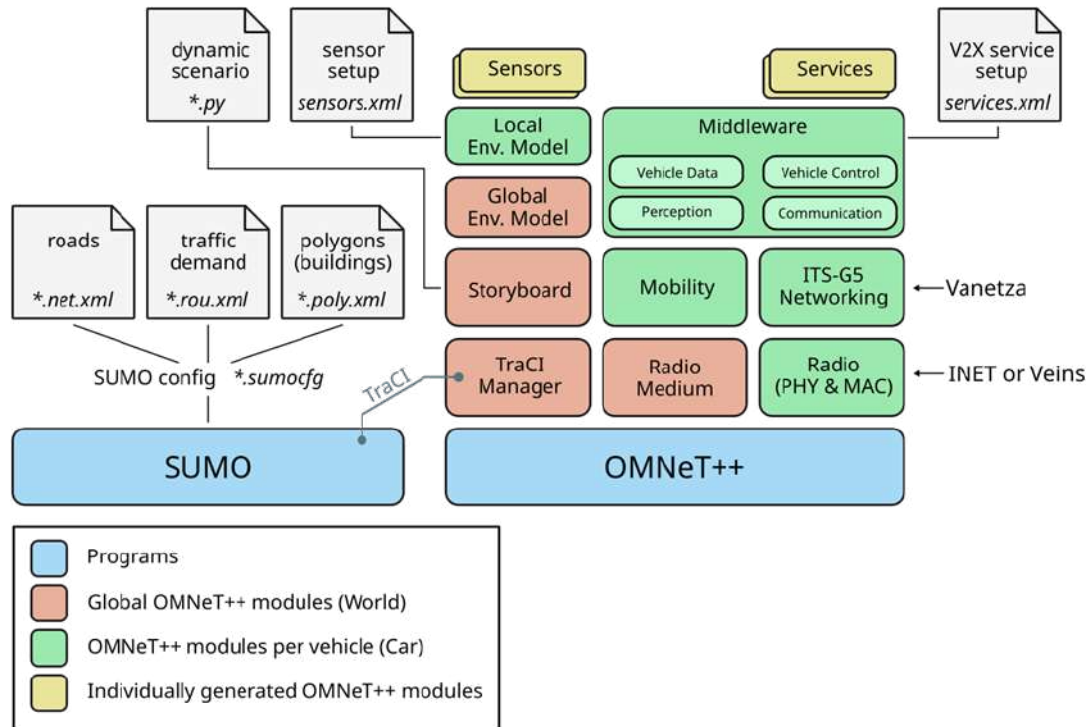 dynamic
scenario
*.py
sensor
setup
sensors.xml
Sensors
Services
V2X service
setup
services.xml
Local
Env. Model
Middleware
Vehicle Data
Vehicle Control
Perception
Communication
Global
Env. Model
roads
*.net.xml
traffic
demand
*.rou.xml
polygons
(buildings)
*.poly.xml
Storyboard
Mobility
ITS-G5
Networking
Vanetza
SUMO config
*.sumocfg
TraCI
TraCI
Manager
Radio
Medium
Radio
(PHY & MAC)
INET or Veins
SUMO
OMNeT++
Programs
Global OMNeT++ modules (World)
OMNeT++ modules per vehicle (Car)
Individually generated OMNeT++ modules